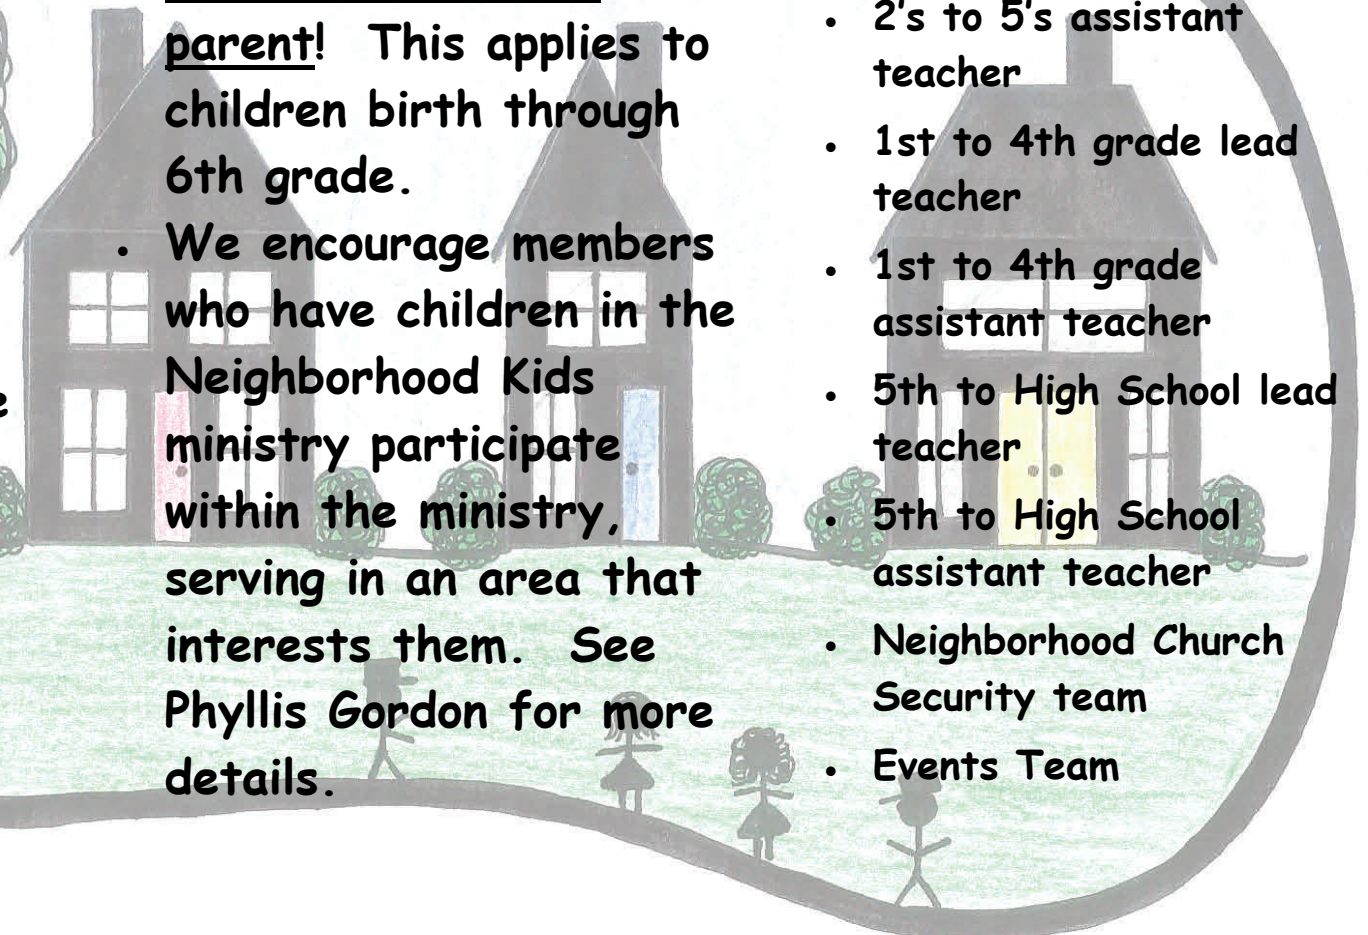 parent! This applies to
children birth through
6th grade.
• We encourage members
who have children in the
Neighborhood Kids
ministry participate
within the ministry,
serving in an area that
interests them. See
Phyllis Gordon for more
details.
• 2's to 5's assistant
teacher
• 1st to 4th grade lead
teacher
• 1st to 4th grade
assistant teacher
• 5th to High School lead
teacher
• 5th to High School
assistant teacher
• Neighborhood Church
Security team
• Events Team